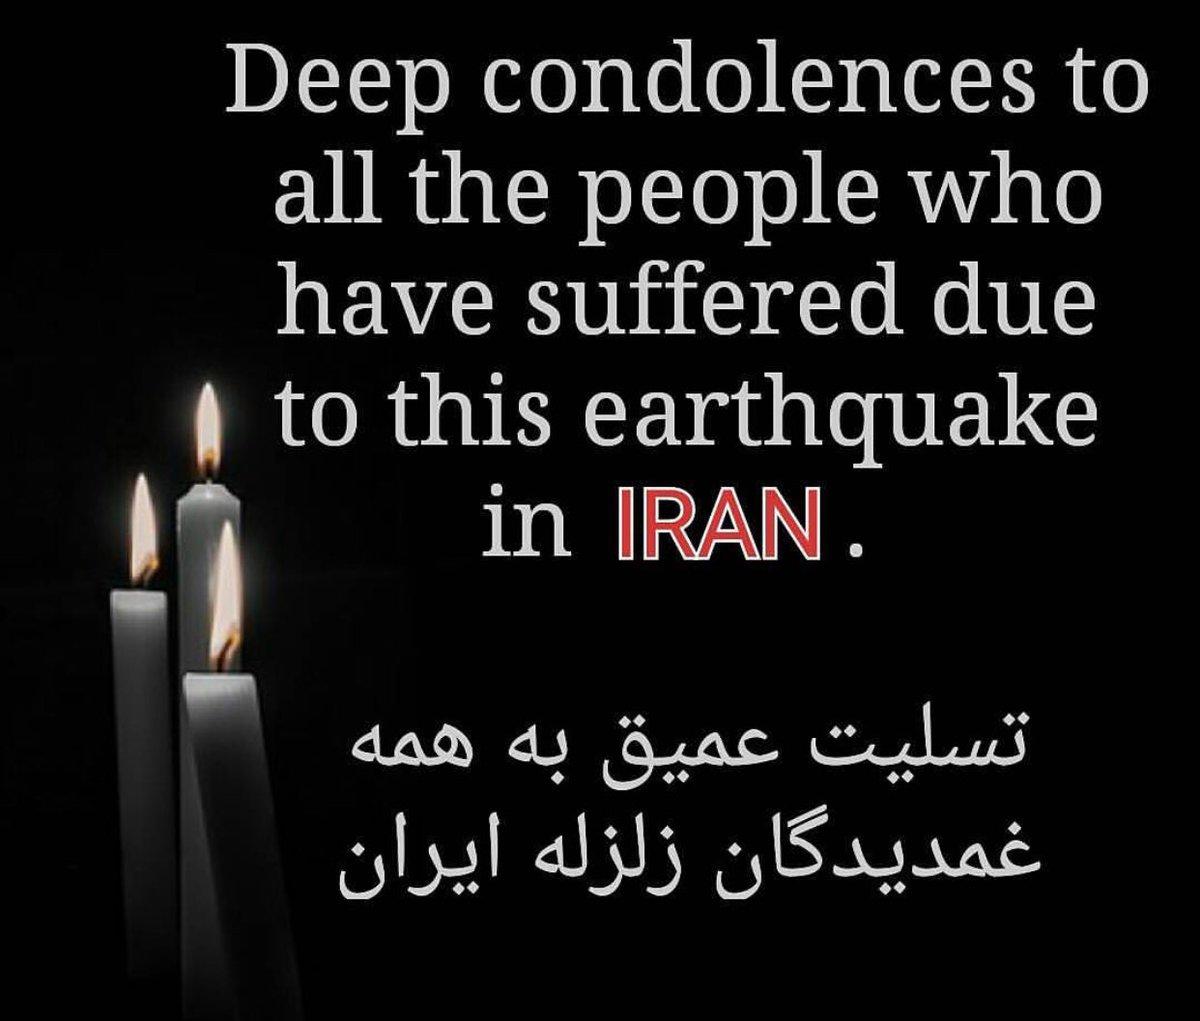 Deep condolences to
all the people who
have suffered due
to this earthquake
in IRAN .
تسلیت عمیق به همه
غمدیدگان زلزله ایران